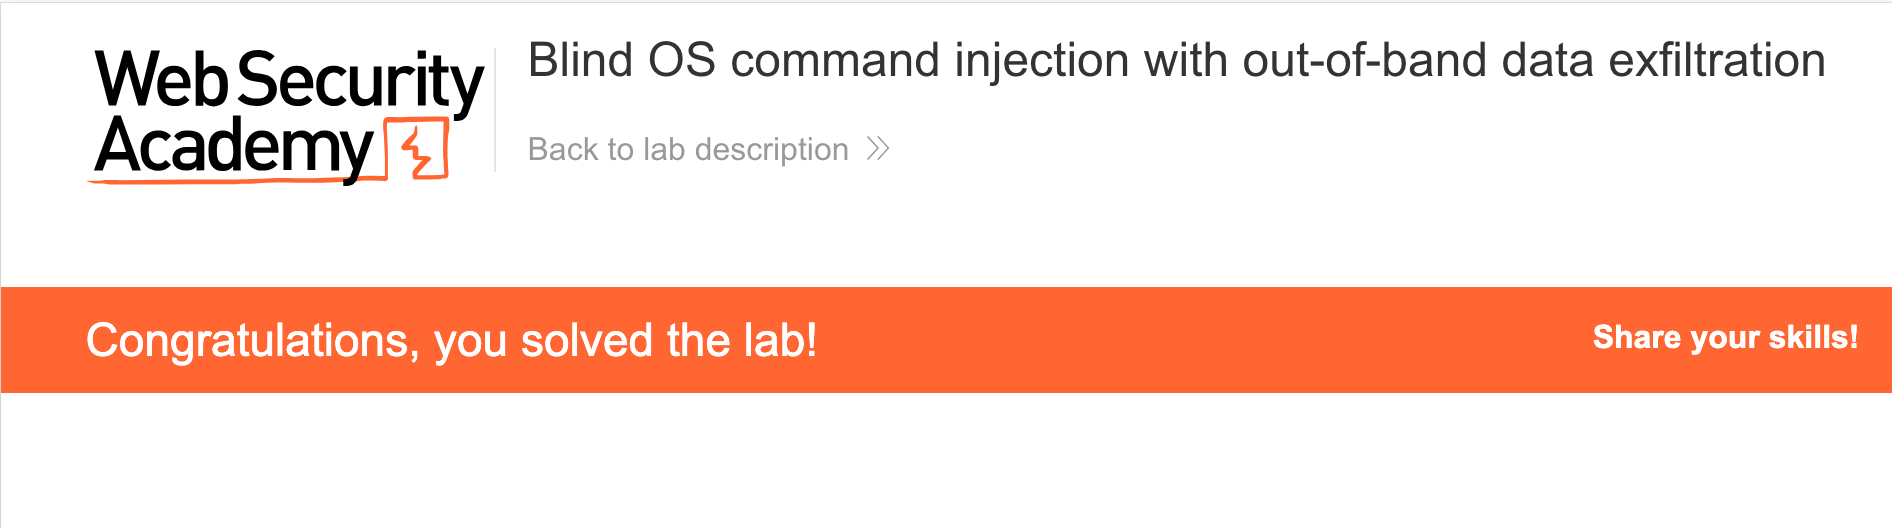 Web Security
Academy
Blind OS command injection with out-of-band data exfiltration
Back to lab description
Congratulations, you solved the lab!
Share your skills!